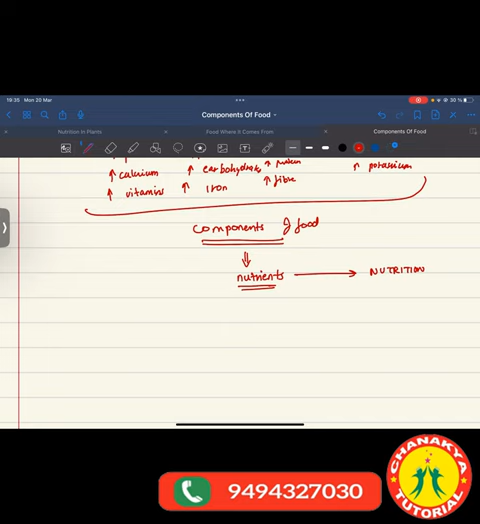 19:35 Mon 20 Mar
30 %
Components Of Food
Nutrition In Plants
Food Where It Comes From
Components Of Food
↑ calcium ↑ carbohydrate ↑ protein ↑ potassium
↑ vitamins ↑ Iron ↑ fibre
Components of food
⇓
nutrients → NUTRITION
9494327030
CHANAKYA
TUTORIAL